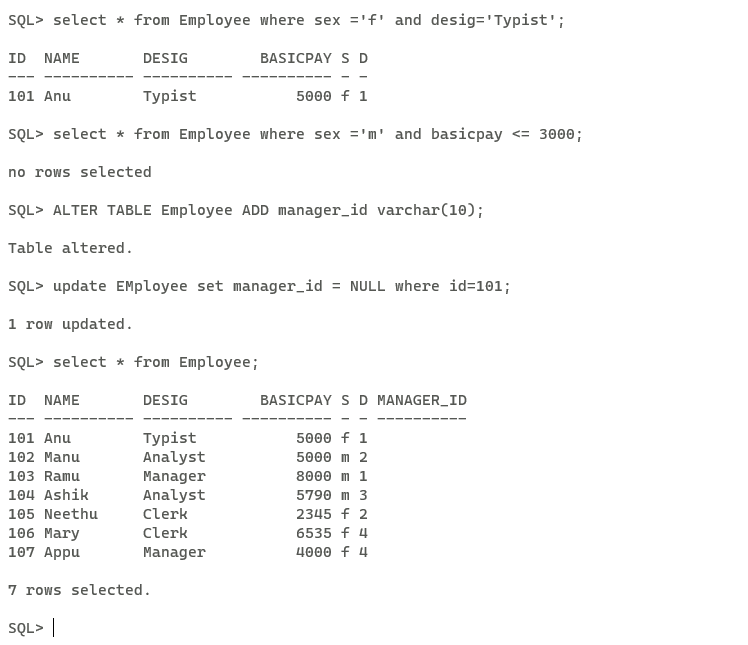 SQL> select * from Employee where sex ='f' and desig='Typist';
ID  NAME       DESIG        BASICPAY S D
--- ---------- ---------- ---------- - -
101 Anu        Typist           5000 f 1
SQL> select * from Employee where sex ='m' and basicpay <= 3000;
no rows selected
SQL> ALTER TABLE Employee ADD manager_id varchar(10);
Table altered.
SQL> update EMployee set manager_id = NULL where id=101;
1 row updated.
SQL> select * from Employee;
ID  NAME       DESIG        BASICPAY S D MANAGER_ID
--- ---------- ---------- ---------- - - ----------
101 Anu        Typist           5000 f 1
102 Manu       Analyst          5000 m 2
103 Ramu       Manager          8000 m 1
104 Ashik      Analyst          5790 m 3
105 Neethu     Clerk            2345 f 2
106 Mary       Clerk            6535 f 4
107 Appu       Manager          4000 f 4
7 rows selected.
SQL>